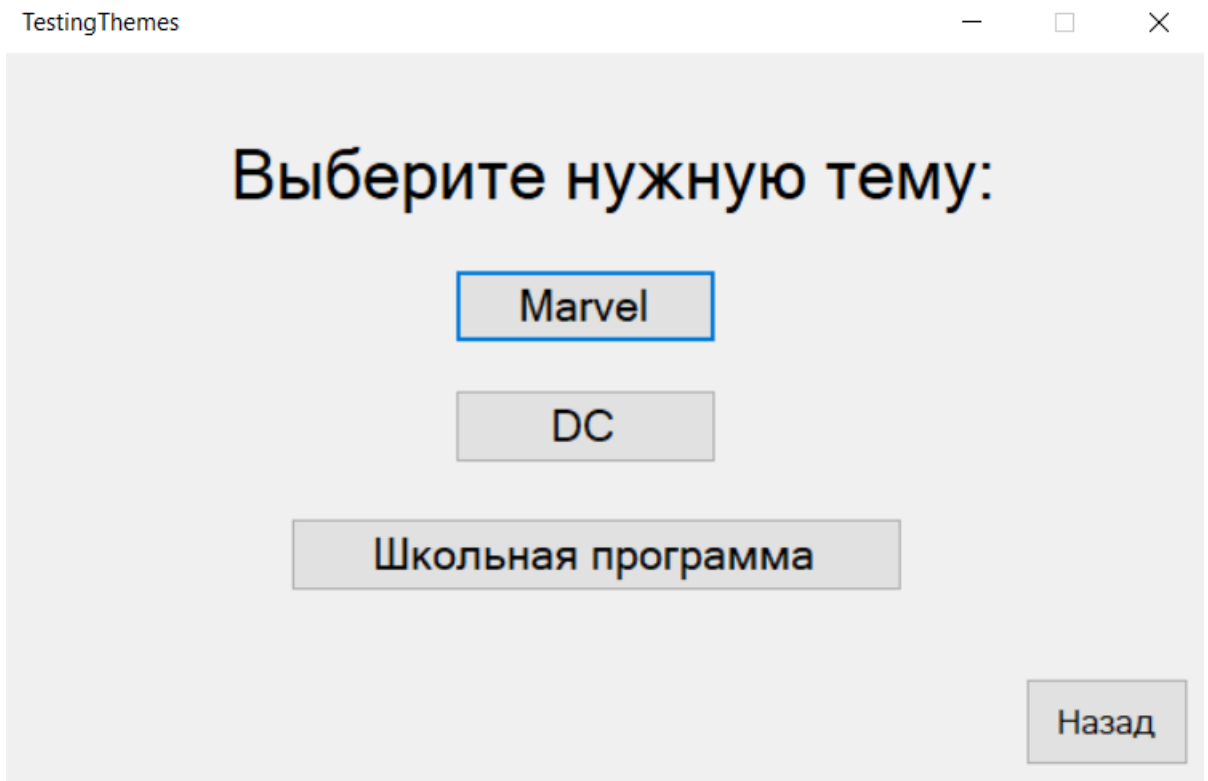 TestingThemes
Выберите нужную тему:
Marvel
DC
Школьная программа
Назад